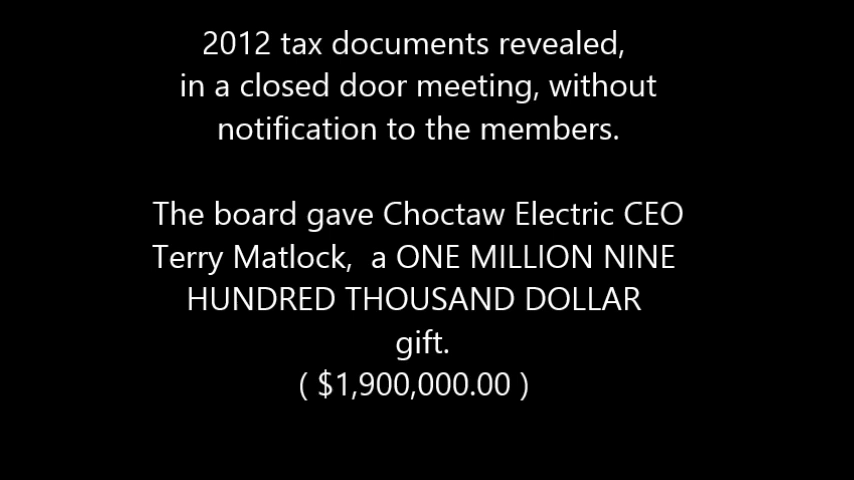 2012 tax documents revealed,
in a closed door meeting, without
notification to the members.
The board gave Choctaw Electric CEO
Terry Matlock,  a ONE MILLION NINE
HUNDRED THOUSAND DOLLAR
gift.
( $1,900,000.00 )